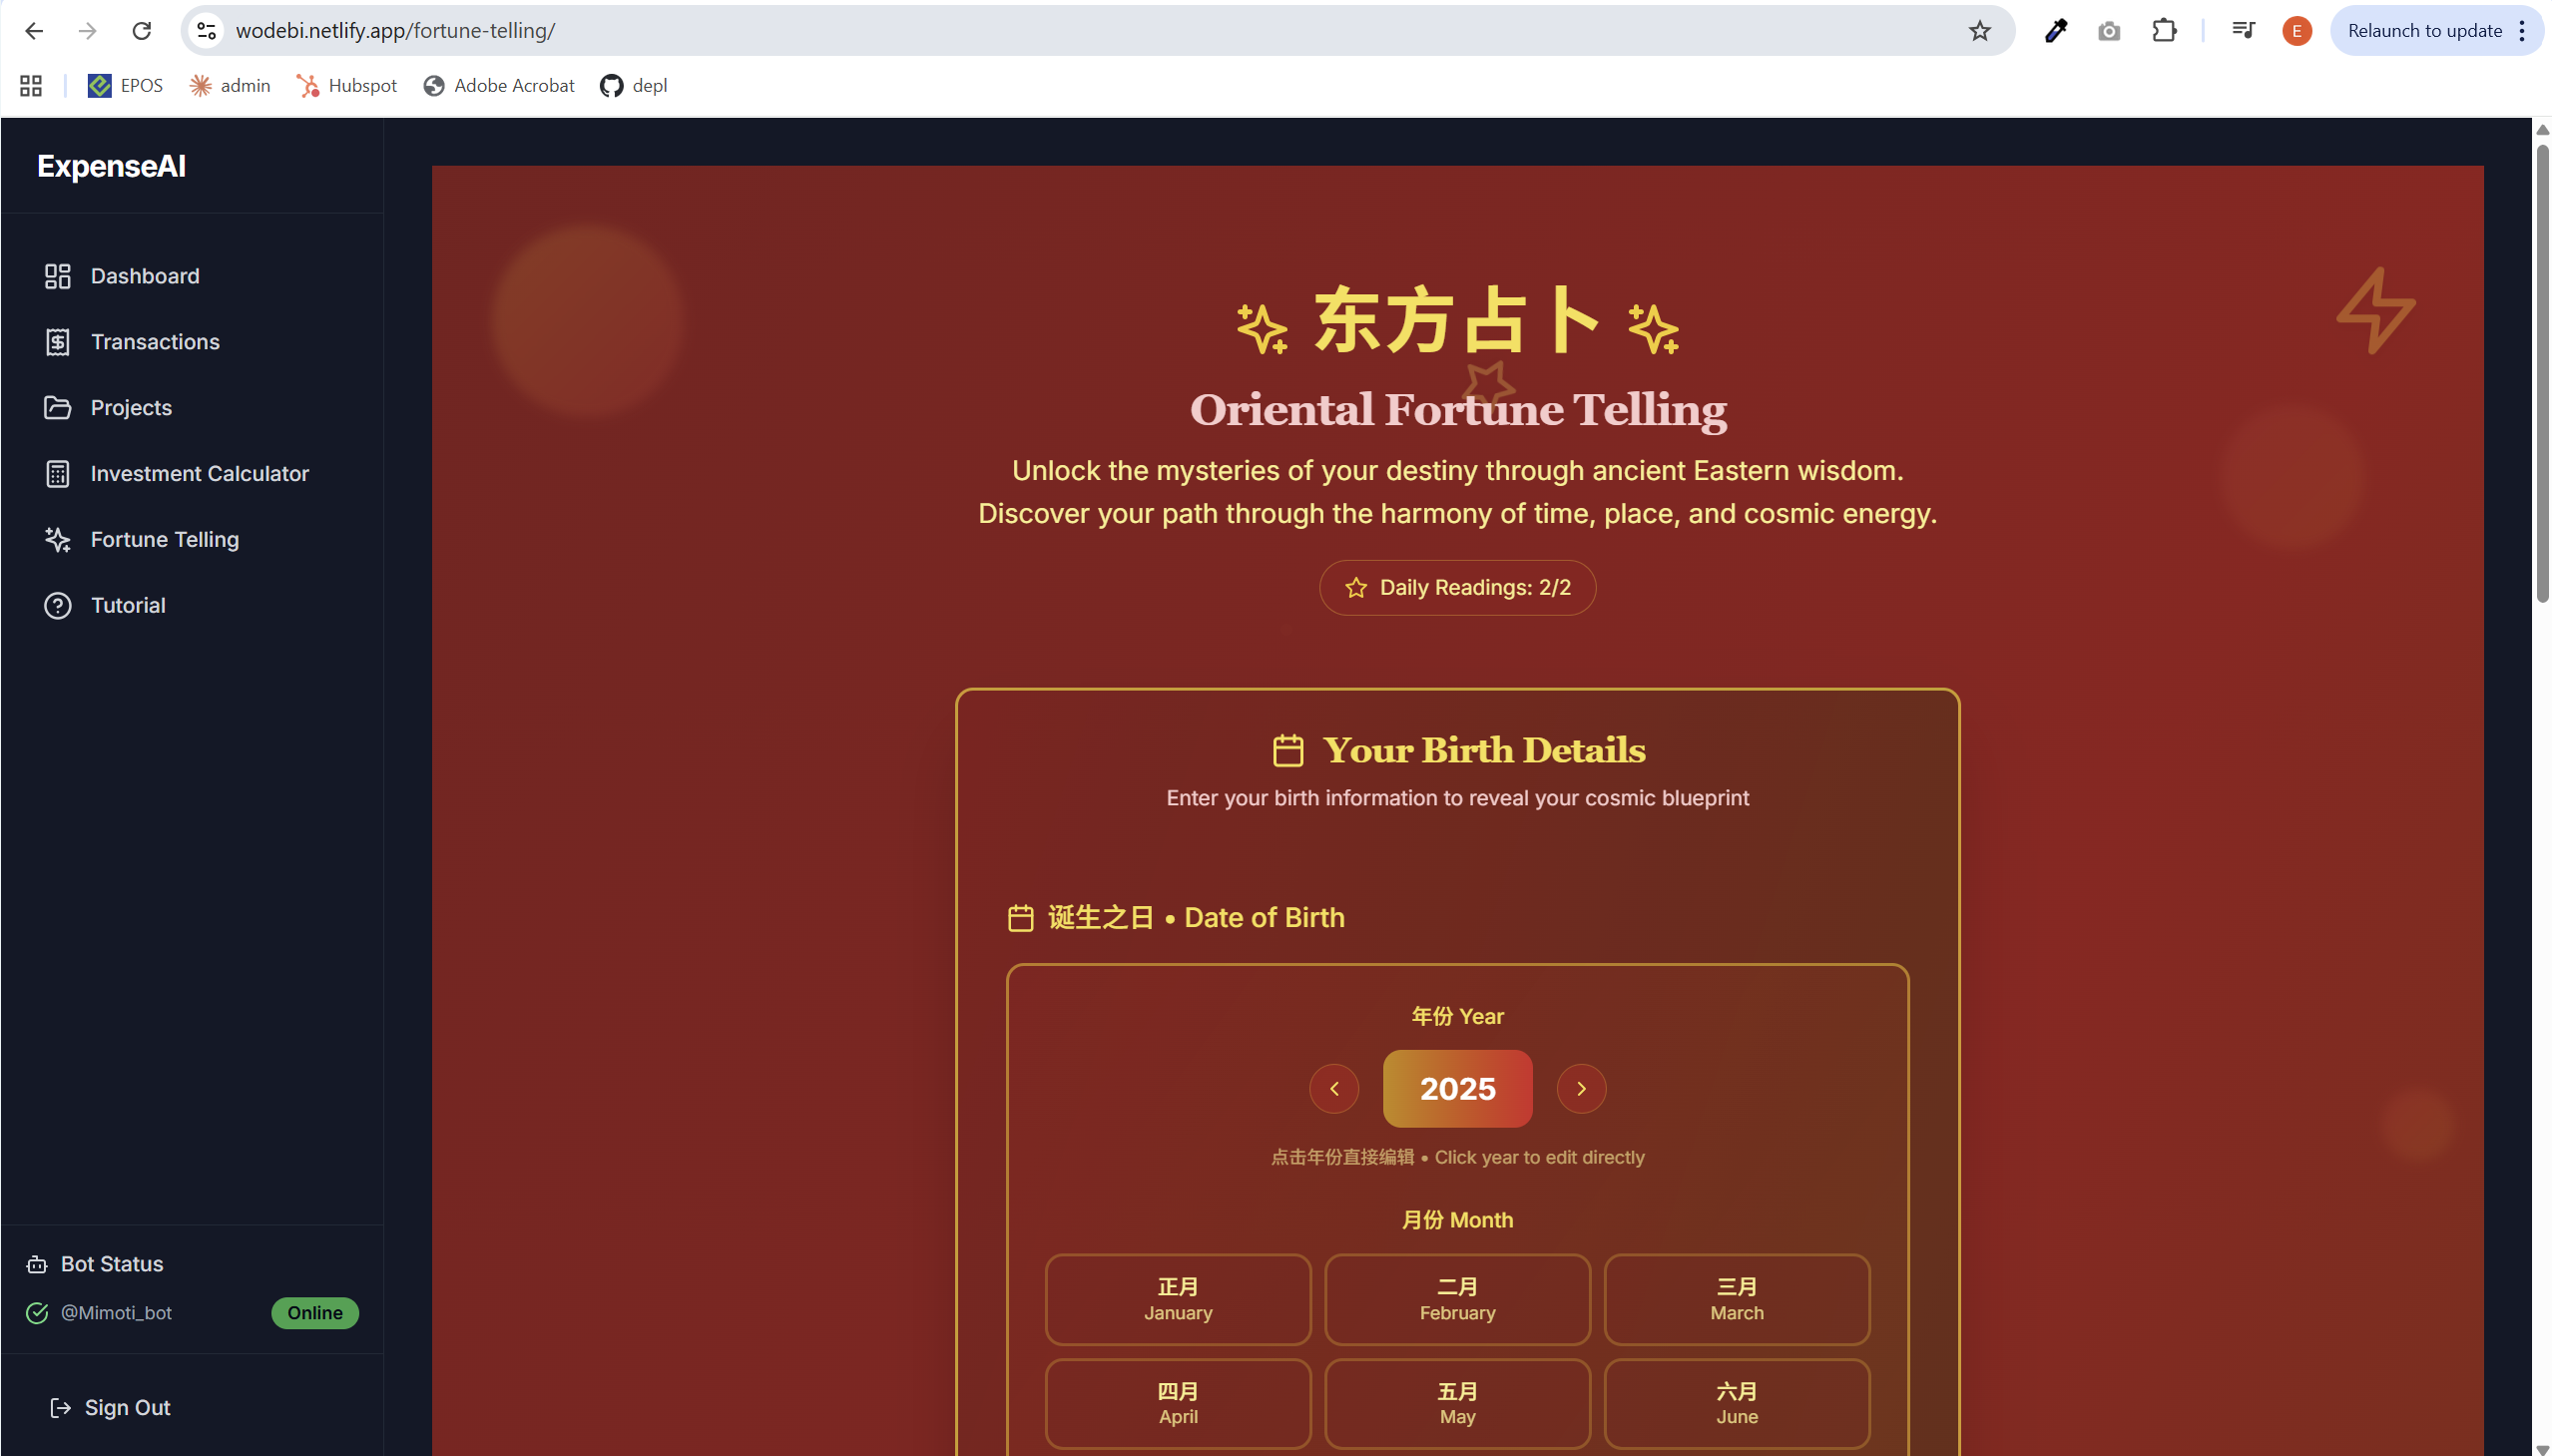 wodebi.netlify.app/fortune-telling/
E
Relaunch to update
EPOS
admin
Hubspot
Adobe Acrobat
depl
ExpenseAI
Dashboard
Transactions
Projects
Investment Calculator
Fortune Telling
Tutorial
Bot Status
@Mimoti_bot
Online
Sign Out
东方占卜
Oriental Fortune Telling
Unlock the mysteries of your destiny through ancient Eastern wisdom.
Discover your path through the harmony of time, place, and cosmic energy.
Daily Readings: 2/2
Your Birth Details
Enter your birth information to reveal your cosmic blueprint
诞生之日 • Date of Birth
年份 Year
2025
点击年份直接编辑 • Click year to edit directly
月份 Month
正月
January
二月
February
三月
March
四月
April
五月
May
六月
June